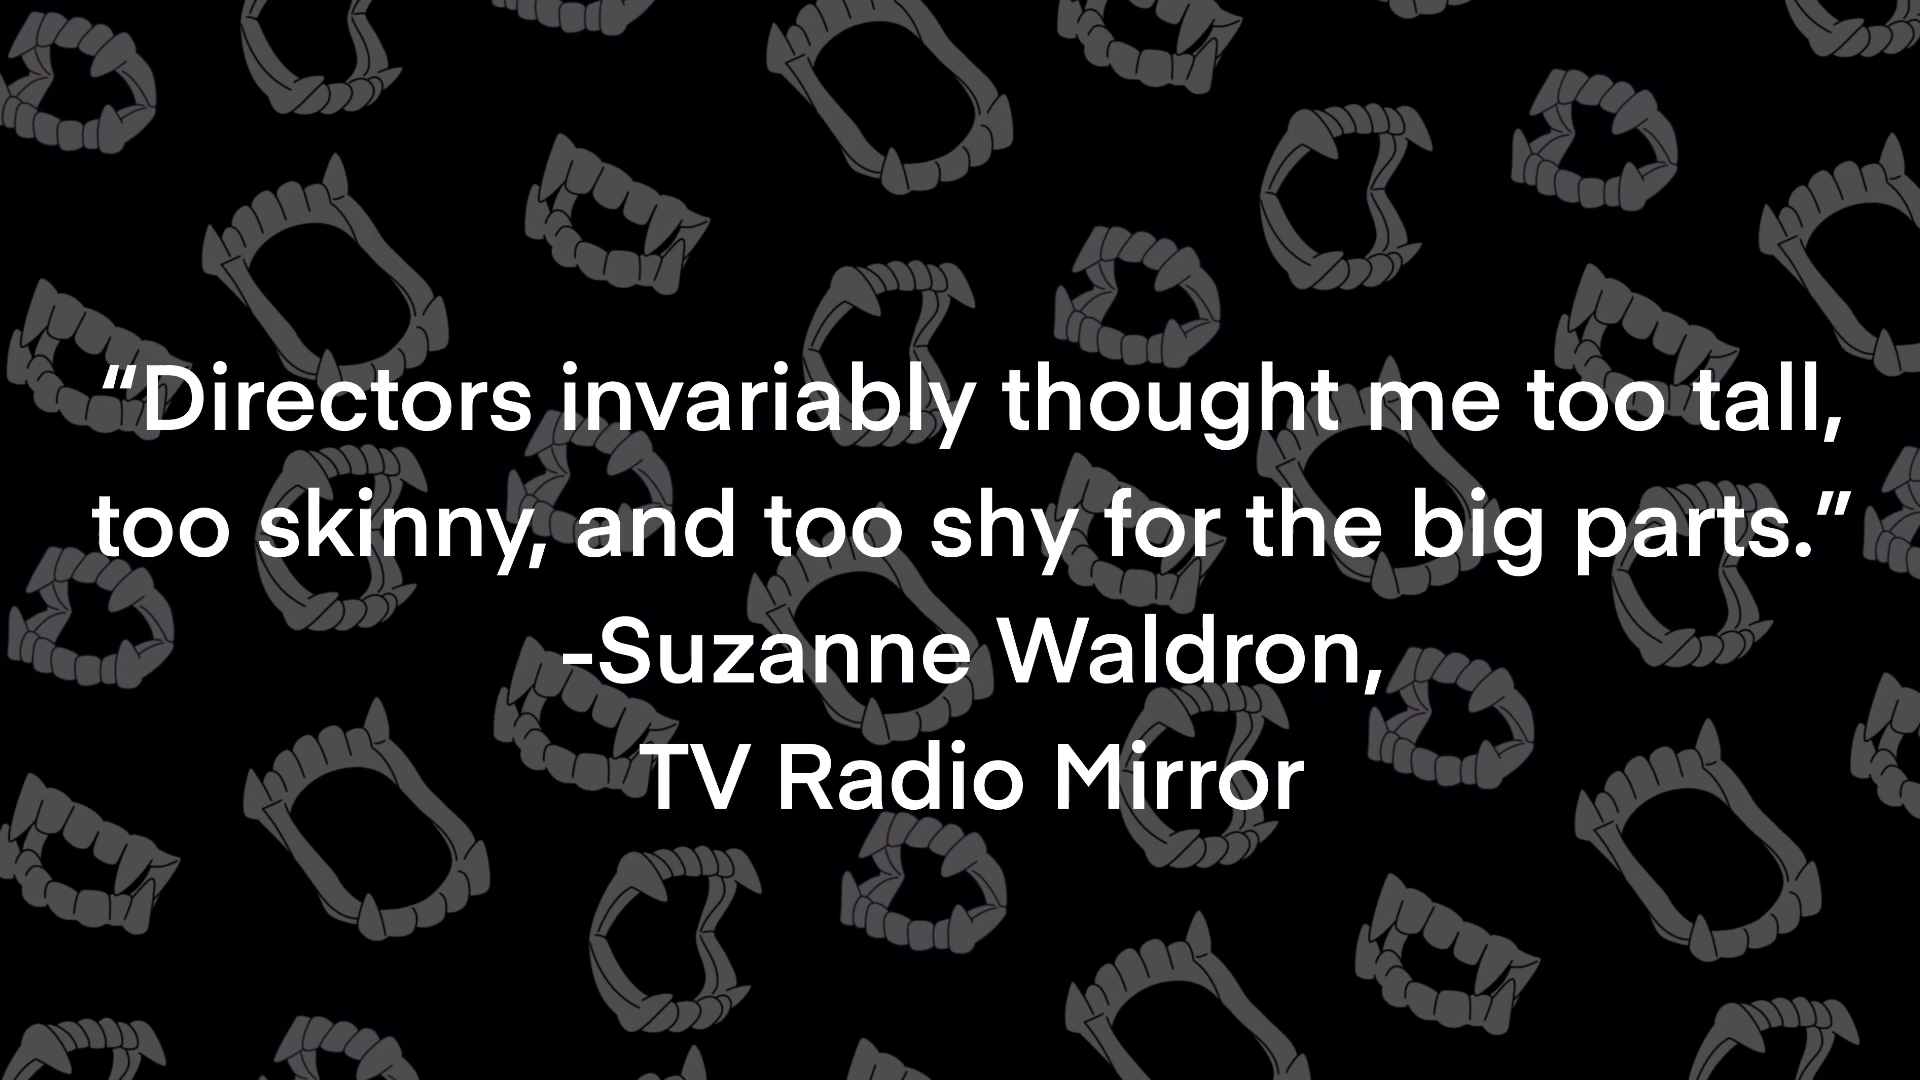 “Directors invariably thought me too tall,
too skinny, and too shy for the big parts.”
-Suzanne Waldron,
TV Radio Mirror